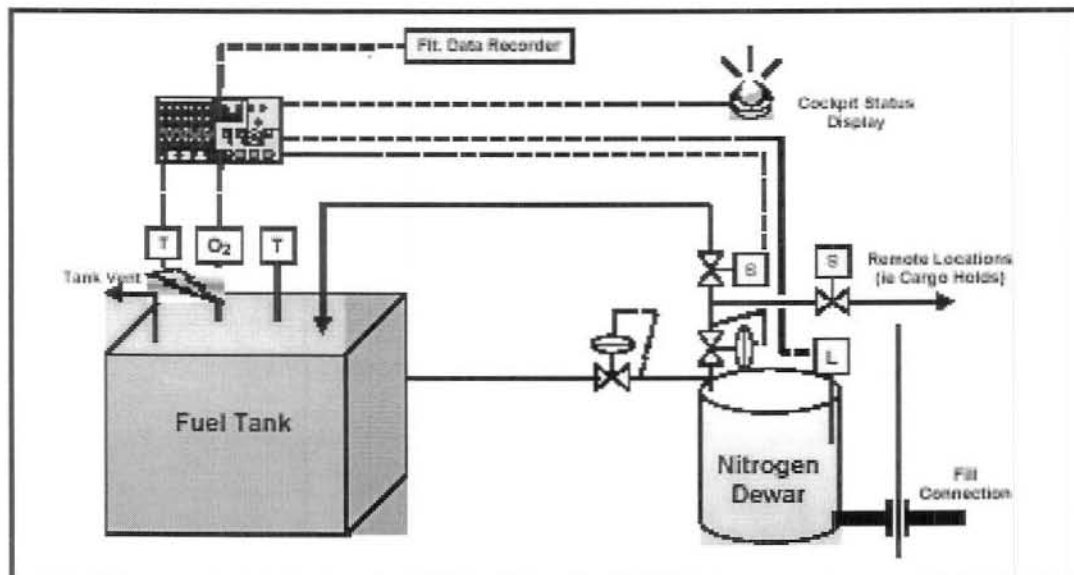 Flt. Data Recorder
Cockpit Status
Display
T
O2
T
Tank Vent
S
S
Remote Locations
(ie Cargo Holds)
L
Fuel Tank
Nitrogen
Dewar
Fill
Connection